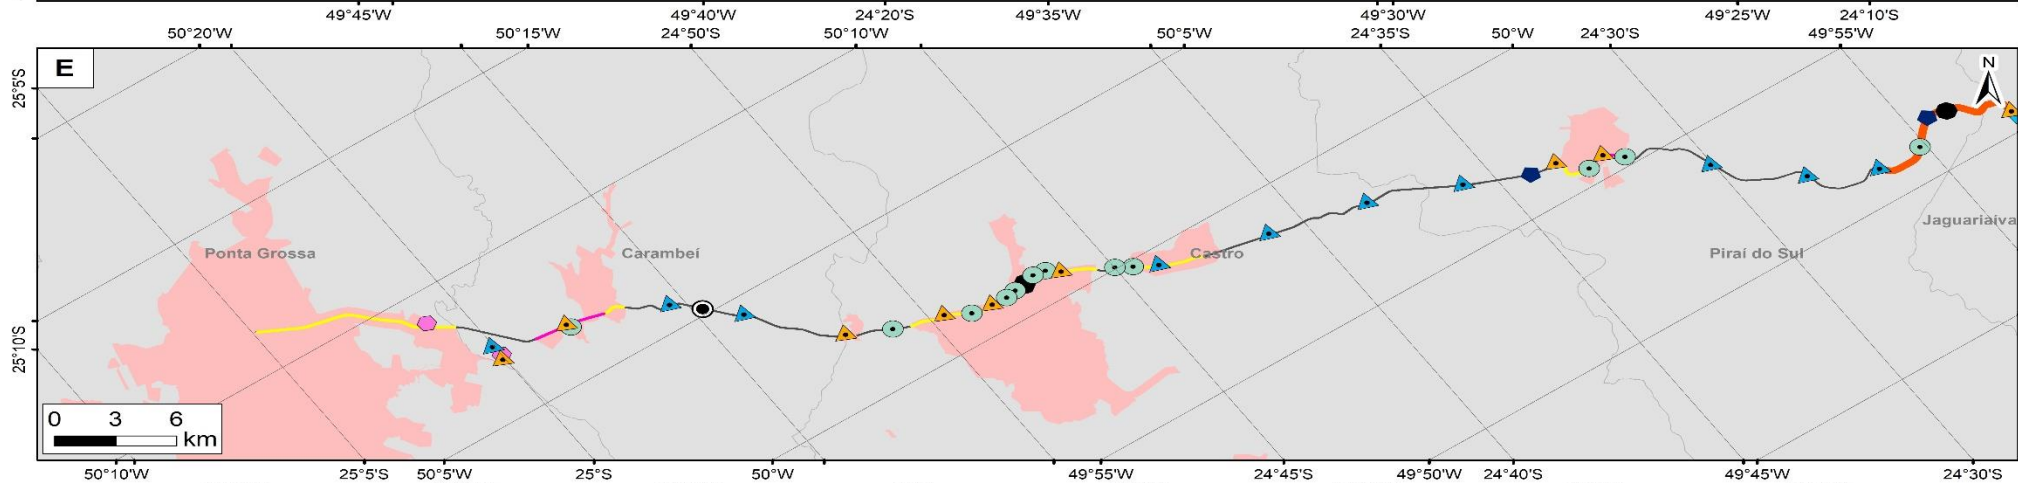 49°45'W 49°40'W 24°20'S 49°35'W 49°30'W 49°25'W 24°10'S
50°20'W 50°15'W 24°50'S 50°10'W 50°5'W 24°35'S 50°W 24°30'S 49°55'W
E
N
25°5'S
Jaguariaíva
Ponta Grossa Carambeí Castro Piraí do Sul
25°10'S
0 3 6
km
50°10'W 25°5'S 50°5'W 25°S 50°W 49°55'W 24°45'S 49°50'W 24°40'S 49°45'W 24°30'S